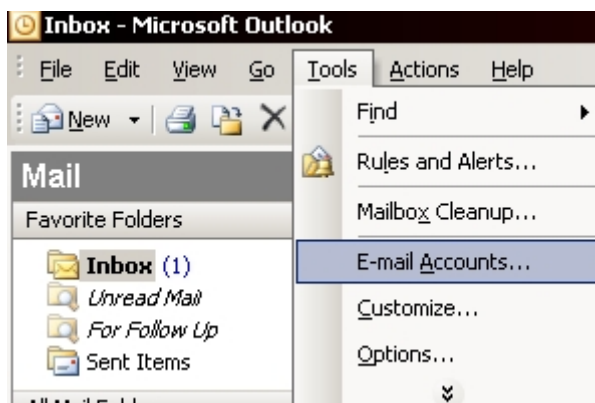 Inbox - Microsoft Outlook
File Edit View Go Tools Actions Help
New
Find
Rules and Alerts...
Mail
Mailbox Cleanup...
Favorite Folders
Inbox (1)
E-mail Accounts...
Unread Mail
Customize...
For Follow Up
Sent Items
Options...